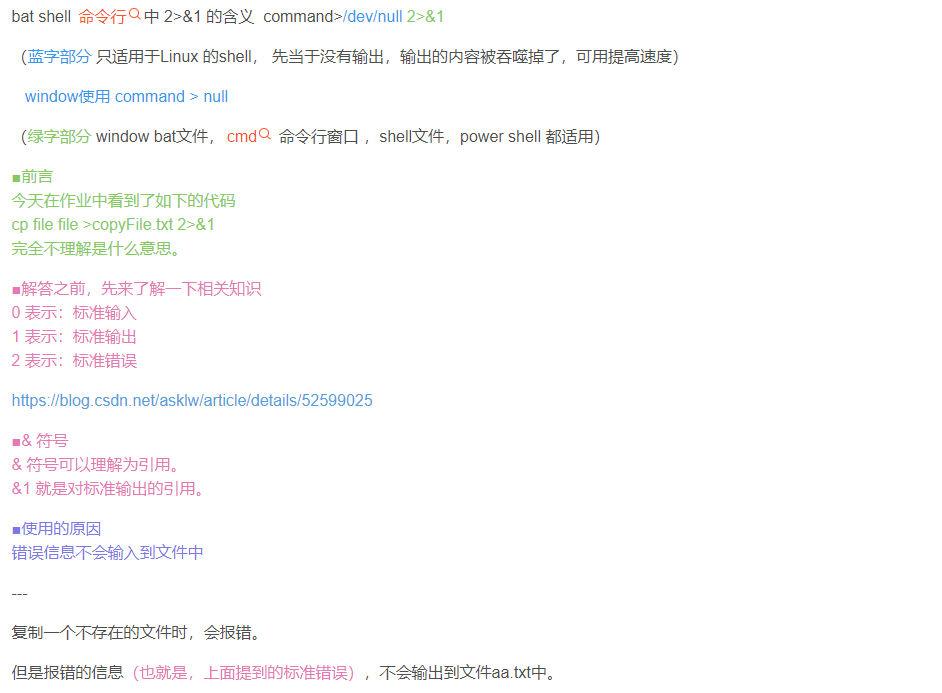 bat shell 命令行中 2>&1 的含义 command>/dev/null 2>&1
（蓝字部分 只适用于Linux 的shell， 先当于没有输出，输出的内容被吞噬掉了，可用提高速度）
window使用 command > null
（绿字部分 window bat文件， cmd 命令行窗口 ，shell文件，power shell 都适用）
■前言
今天在作业中看到了如下的代码
cp file file >copyFile.txt 2>&1
完全不理解是什么意思。
■解答之前，先来了解一下相关知识
0 表示：标准输入
1 表示：标准输出
2 表示：标准错误
https://blog.csdn.net/asklw/article/details/52599025
■& 符号
& 符号可以理解为引用。
&1 就是对标准输出的引用。
■使用的原因
错误信息不会输入到文件中
---
复制一个不存在的文件时，会报错。
但是报错的信息（也就是，上面提到的标准错误），不会输出到文件aa.txt中。